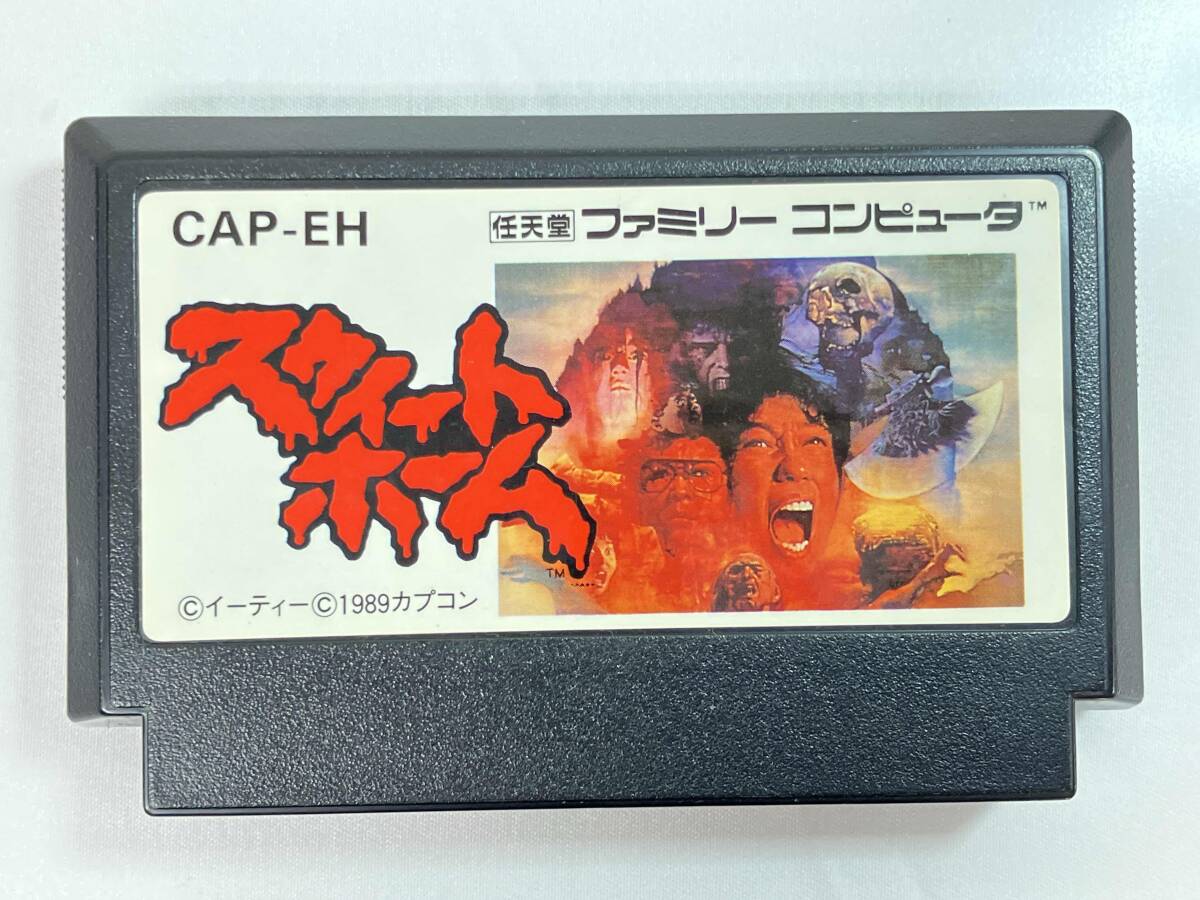 CAP-EH
任天堂 ファミリー コンピュータ™
スウィート
ホーム
TM
©イーティー©1989カプコン